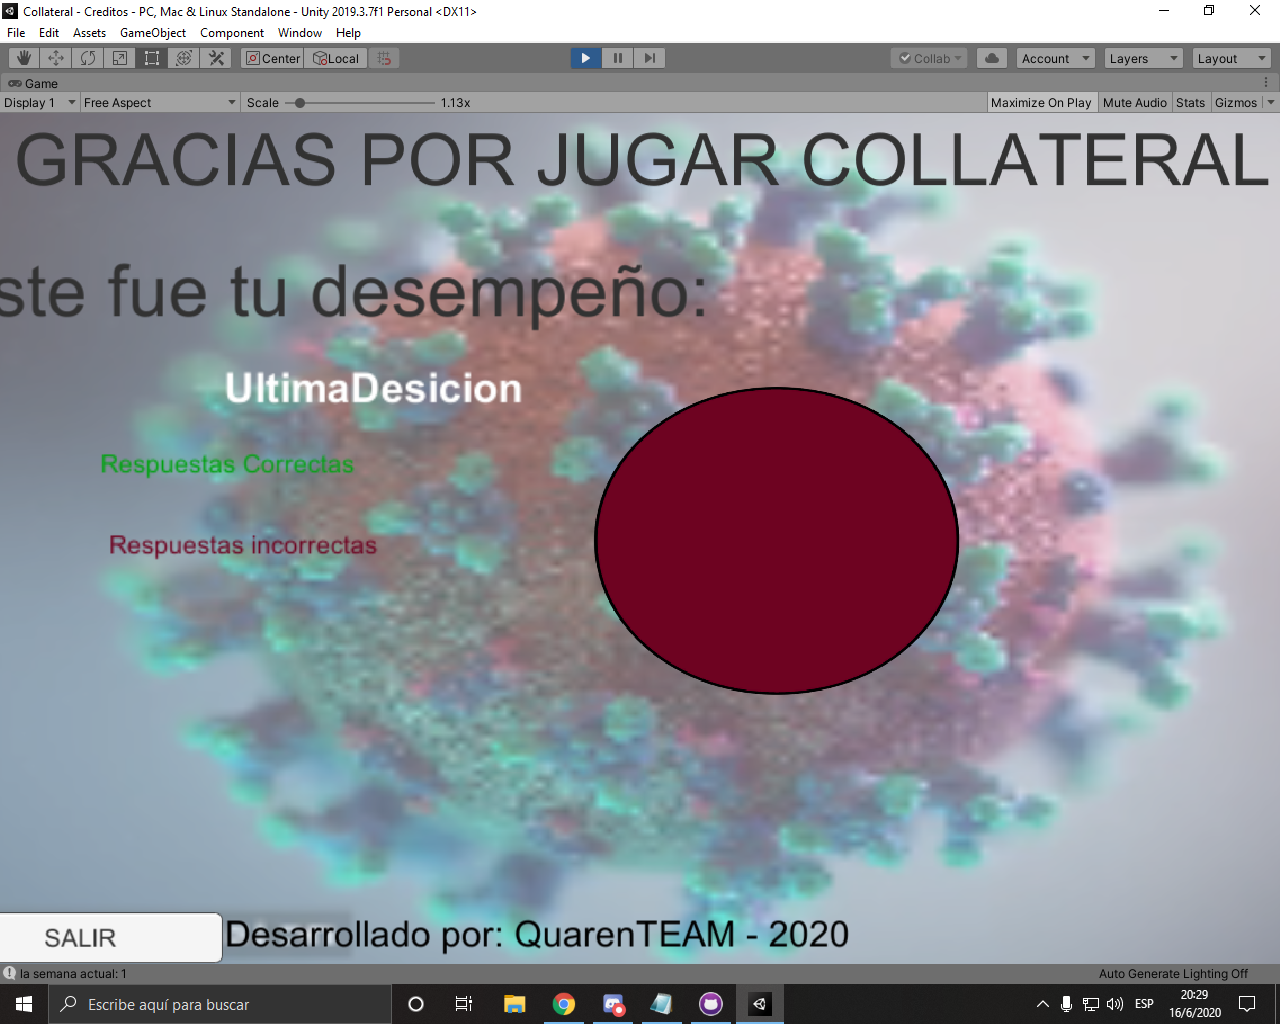 Collateral - Creditos - PC, Mac & Linux Standalone - Unity 2019.3.7f1 Personal <DX11>
File Edit Assets GameObject Component Window Help
Center Local Collab Account Layers Layout
Game
Display 1 Free Aspect Scale 1.13x Maximize On Play Mute Audio Stats Gizmos
GRACIAS POR JUGAR COLLATERAL
ste fue tu desempeño:
UltimaDesicion
Respuestas Correctas
Respuestas incorrectas
SALIR
Desarrollado por: QuarenTEAM - 2020
la semana actual: 1 Auto Generate Lighting Off
Escribe aquí para buscar
ESP
20:29
16/6/2020